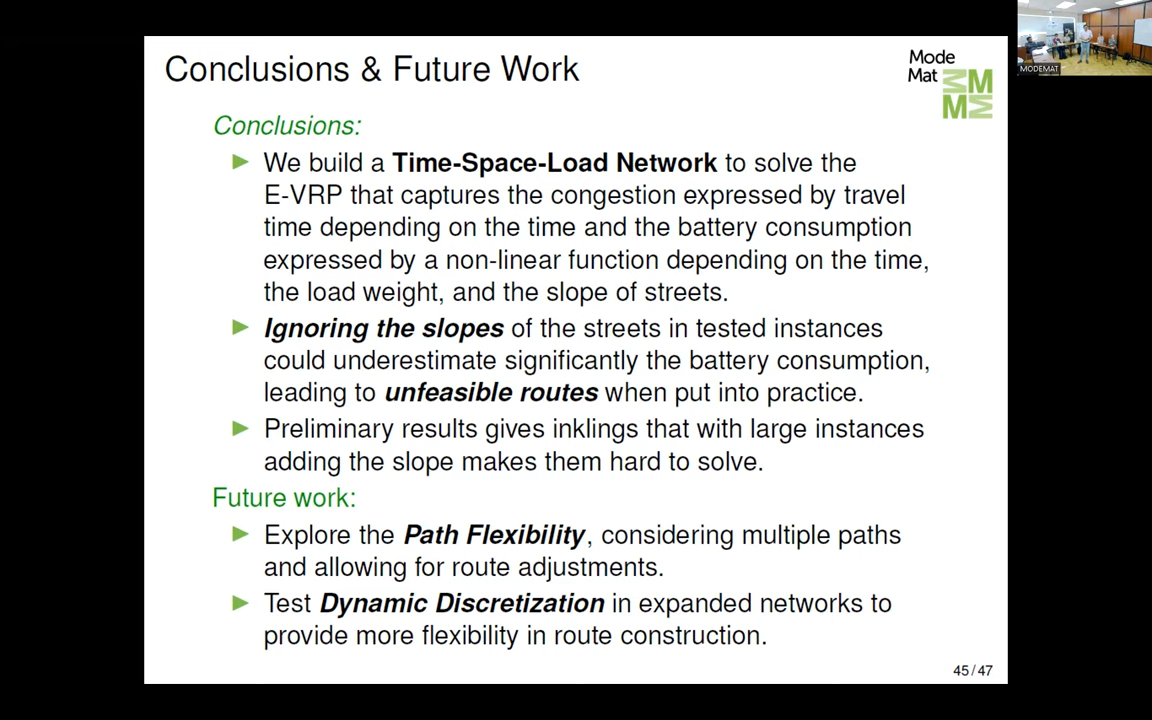 Conclusions & Future Work
Mode
Mat
MODEMAT
Conclusions:
We build a Time-Space-Load Network to solve the
E-VRP that captures the congestion expressed by travel
time depending on the time and the battery consumption
expressed by a non-linear function depending on the time,
the load weight, and the slope of streets.
Ignoring the slopes of the streets in tested instances
could underestimate significantly the battery consumption,
leading to unfeasible routes when put into practice.
Preliminary results gives inklings that with large instances
adding the slope makes them hard to solve.
Future work:
Explore the Path Flexibility, considering multiple paths
and allowing for route adjustments.
Test Dynamic Discretization in expanded networks to
provide more flexibility in route construction.
45/47